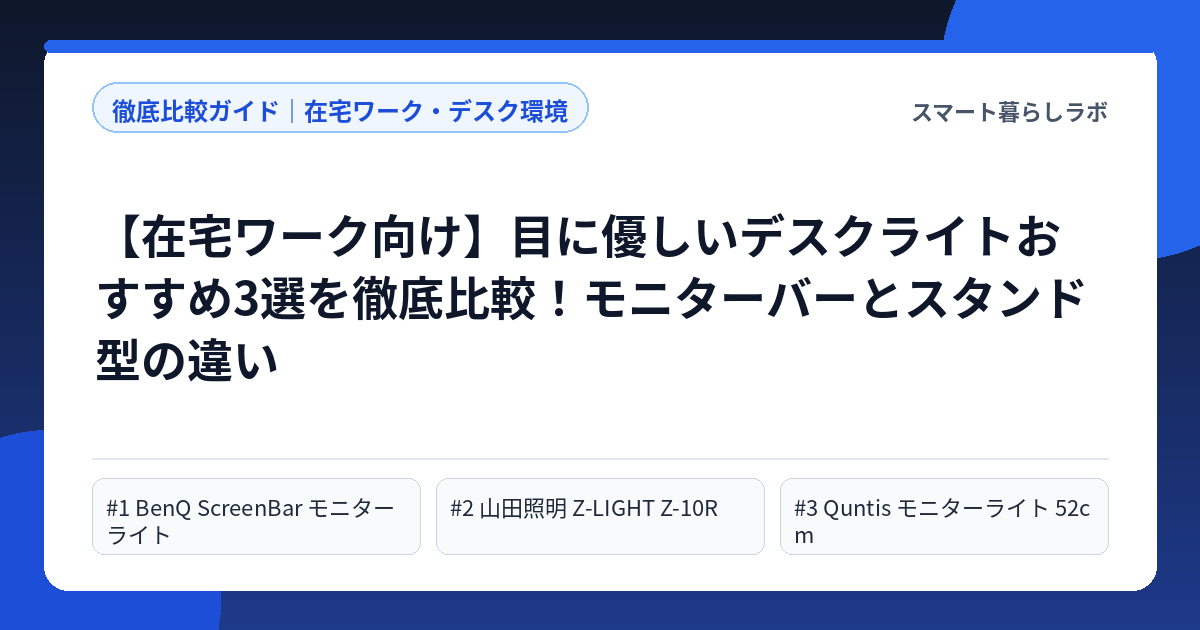 徹底比較ガイド｜在宅ワーク・デスク環境
スマート暮らしラボ
【在宅ワーク向け】目に優しいデスクライトお
すすめ3選を徹底比較！モニターバーとスタンド
型の違い
#1 BenQ ScreenBar モニター
ライト
#2 山田照明 Z-LIGHT Z-10R
#3 Quntis モニターライト 52c
m